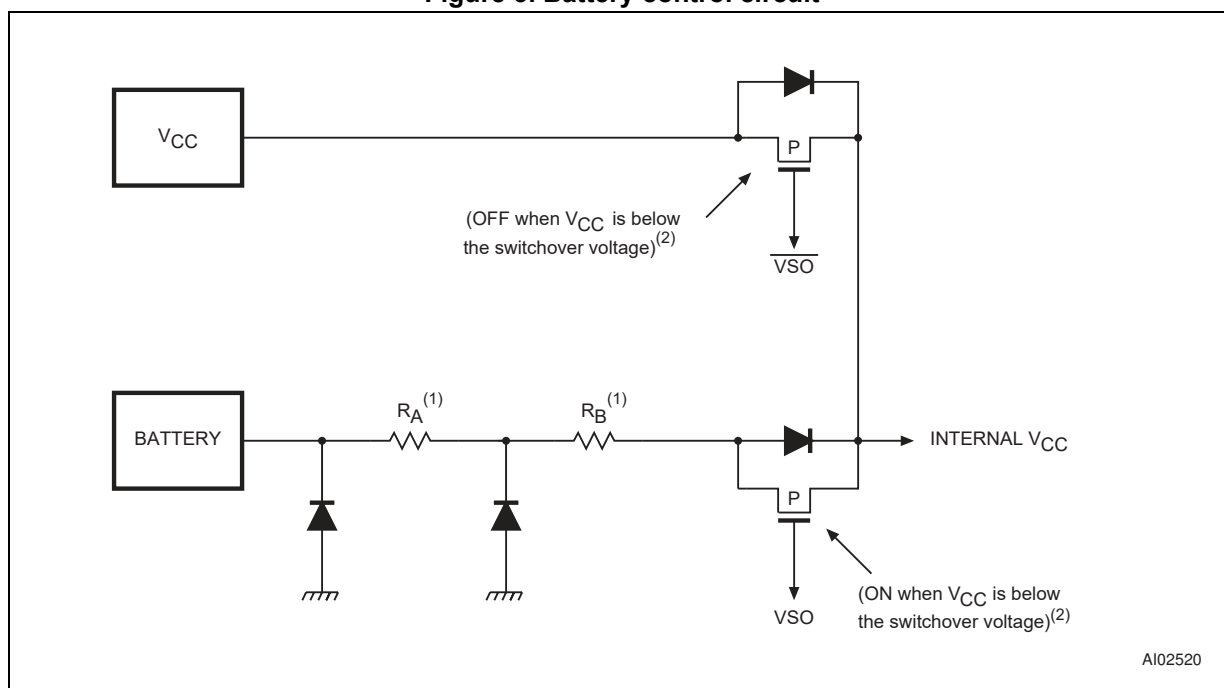 Figure 6. Battery control circuit
VCC
P
(OFF when VCC is below
the switchover voltage)(2)
VSO
RA(1)
RB(1)
BATTERY
INTERNAL VCC
P
(ON when VCC is below
the switchover voltage)(2)
VSO
AI02520